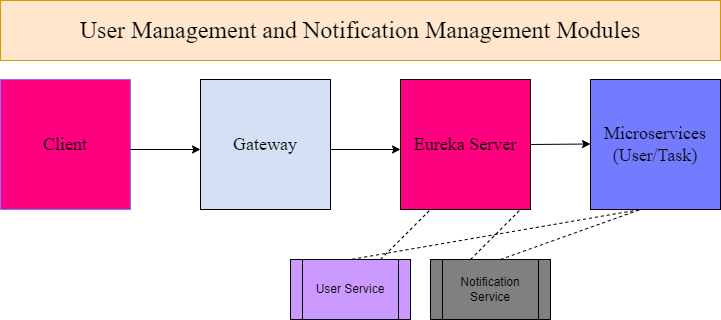 User Management and Notification Management Modules
Client
Gateway
Eureka Server
Microservices
(User/Task)
User Service
Notification
Service